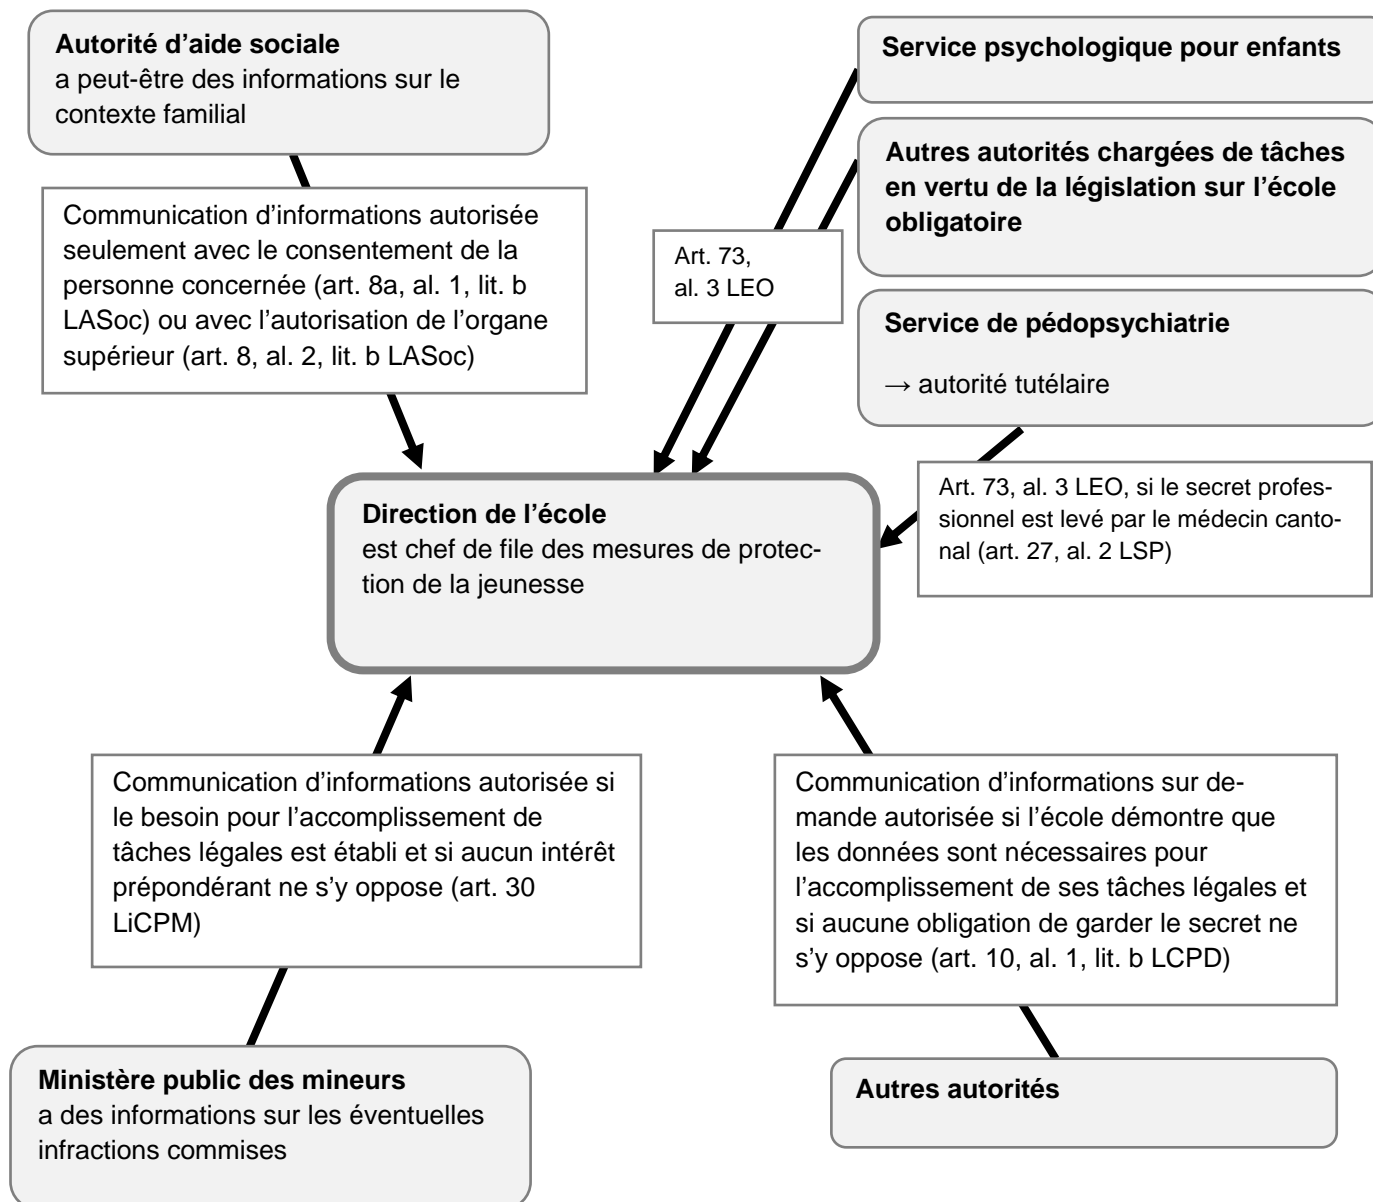 Autorité d’aide sociale
a peut-être des informations sur le
contexte familial
Service psychologique pour enfants
Autres autorités chargées de tâches
en vertu de la législation sur l’école
obligatoire
Communication d’informations autorisée
seulement avec le consentement de la
personne concernée (art. 8a, al. 1, lit. b
LASoc) ou avec l’autorisation de l’organe
supérieur (art. 8, al. 2, lit. b LASoc)
Art. 73,
al. 3 LEO
Service de pédopsychiatrie
→ autorité tutélaire
Art. 73, al. 3 LEO, si le secret profes-
sionnel est levé par le médecin canto-
nal (art. 27, al. 2 LSP)
Direction de l’école
est chef de file des mesures de protec-
tion de la jeunesse
Communication d’informations autorisée si
le besoin pour l’accomplissement de
tâches légales est établi et si aucun intérêt
prépondérant ne s’y oppose (art. 30
LiCPM)
Communication d’informations sur de-
mande autorisée si l’école démontre que
les données sont nécessaires pour
l’accomplissement de ses tâches légales et
si aucune obligation de garder le secret ne
s’y oppose (art. 10, al. 1, lit. b LCPD)
Ministère public des mineurs
a des informations sur les éventuelles
infractions commises
Autres autorités